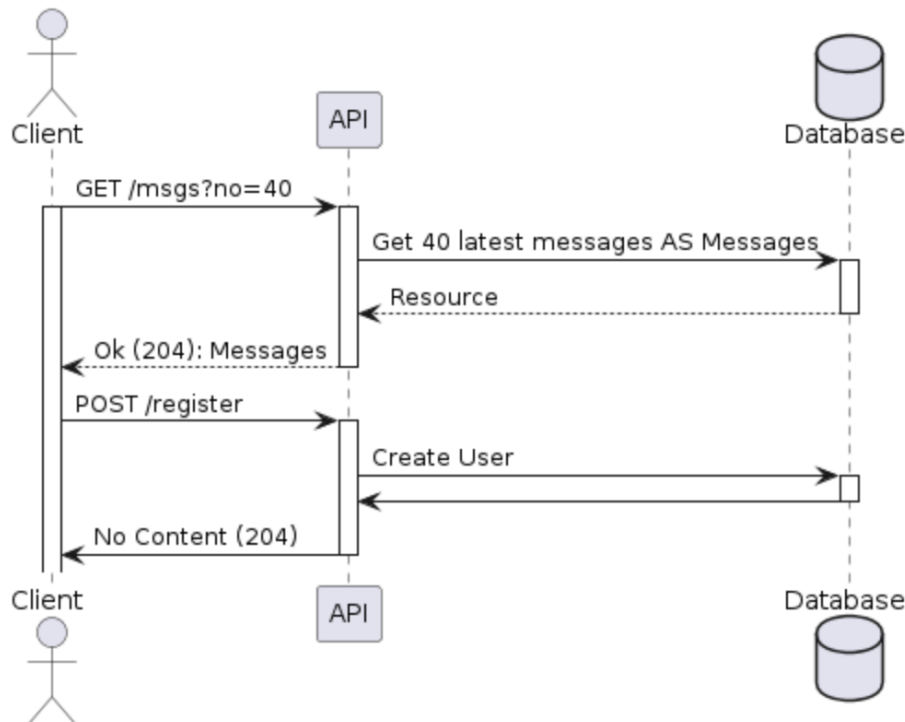 Client
API
Database
GET /msgs?no=40
Get 40 latest messages AS Messages
Resource
Ok (204): Messages
POST /register
Create User
No Content (204)
Client
API
Database